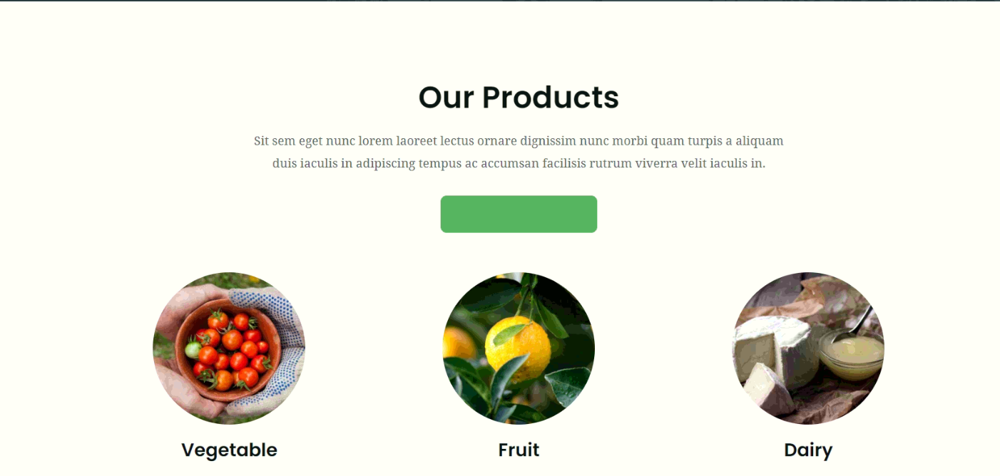 Our Products
Sit sem eget nunc lorem laoreet lectus ornare dignissim nunc morbi quam turpis a aliquam
duis iaculis in adipiscing tempus ac accumsan facilisis rutrum viverra velit iaculis in.
Vegetable
Fruit
Dairy